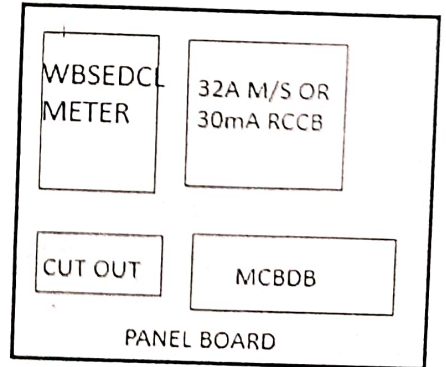 WBSEDCL
METER
32A M/S OR
30mA RCCB
CUT OUT
MCBDB
PANEL BOARD